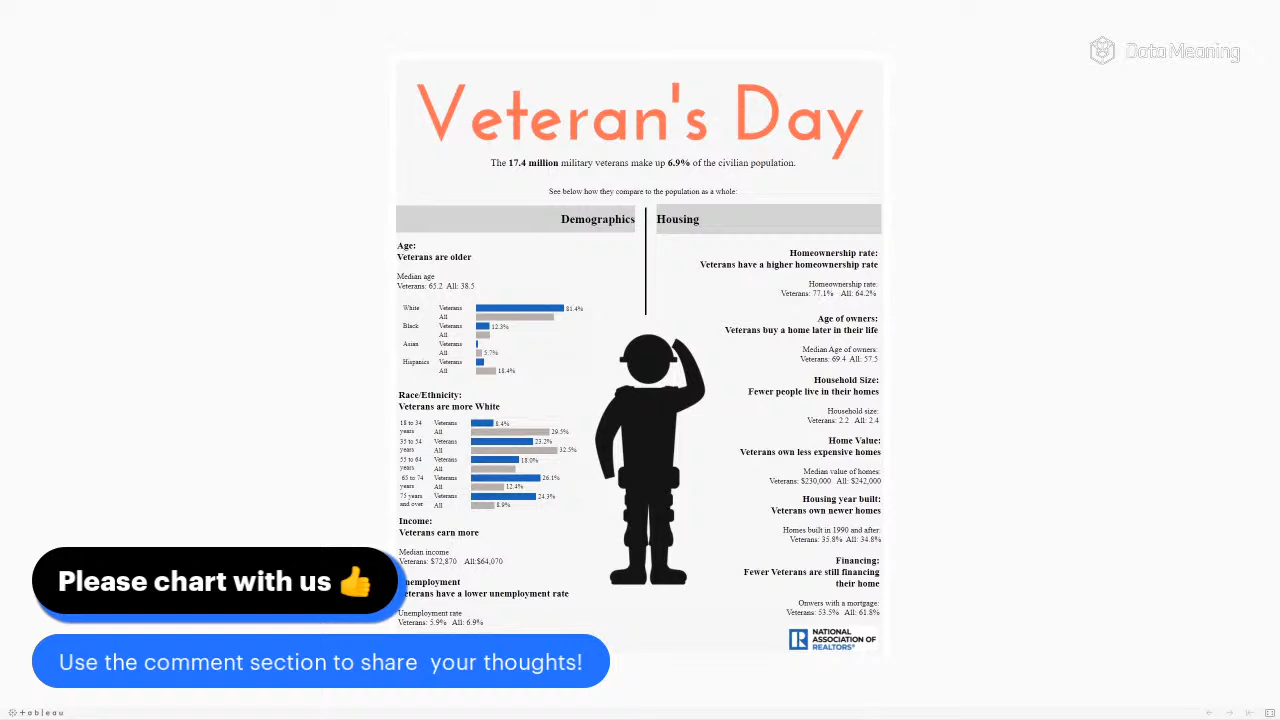 Data Meaning
Veteran's Day
The 17.4 million military veterans make up 6.9% of the civilian population.
See below how they compare to the population as a whole:
Demographics
Age:
Veterans are older
Median age
Veterans: 65.2 All: 38.5
White Veterans 81.4%
All
Black Veterans 12.3%
All
Asian Veterans
All 5.7%
Hispanics Veterans
All 18.4%
Race/Ethnicity:
Veterans are more White
18 to 34 years Veterans 8.4%
All 29.5%
35 to 54 years Veterans 23.2%
All 32.5%
55 to 64 years Veterans 18.0%
All
65 to 74 years Veterans 26.1%
All 12.4%
75 years and over Veterans 24.3%
All 8.9%
Income:
Veterans earn more
Median income
Veterans: $72,870 All:$64,070
nemployment
eterans have a lower unemployment rate
Unemployment rate
Veterans: 5.9% All: 6.9%
Housing
Homeownership rate:
Veterans have a higher homeownership rate
Homeownership rate:
Veterans: 77.1% All: 64.2%
Age of owners:
Veterans buy a home later in their life
Median Age of owners:
Veterans: 69.4 All: 57.5
Household Size:
Fewer people live in their homes
Household size:
Veterans: 2.2 All: 2.4
Home Value:
Veterans own less expensive homes
Median value of homes:
Veterans: $230,000 All: $242,000
Housing year built:
Veterans own newer homes
Homes built in 1990 and after:
Veterans: 35.8% All: 34.8%
Financing:
Fewer Veterans are still financing
their home
Onwers with a mortgage:
Veterans: 53.5% All: 61.8%
NATIONAL
ASSOCIATION OF
REALTORS®
Please chart with us 👍
Use the comment section to share your thoughts!
+ableau